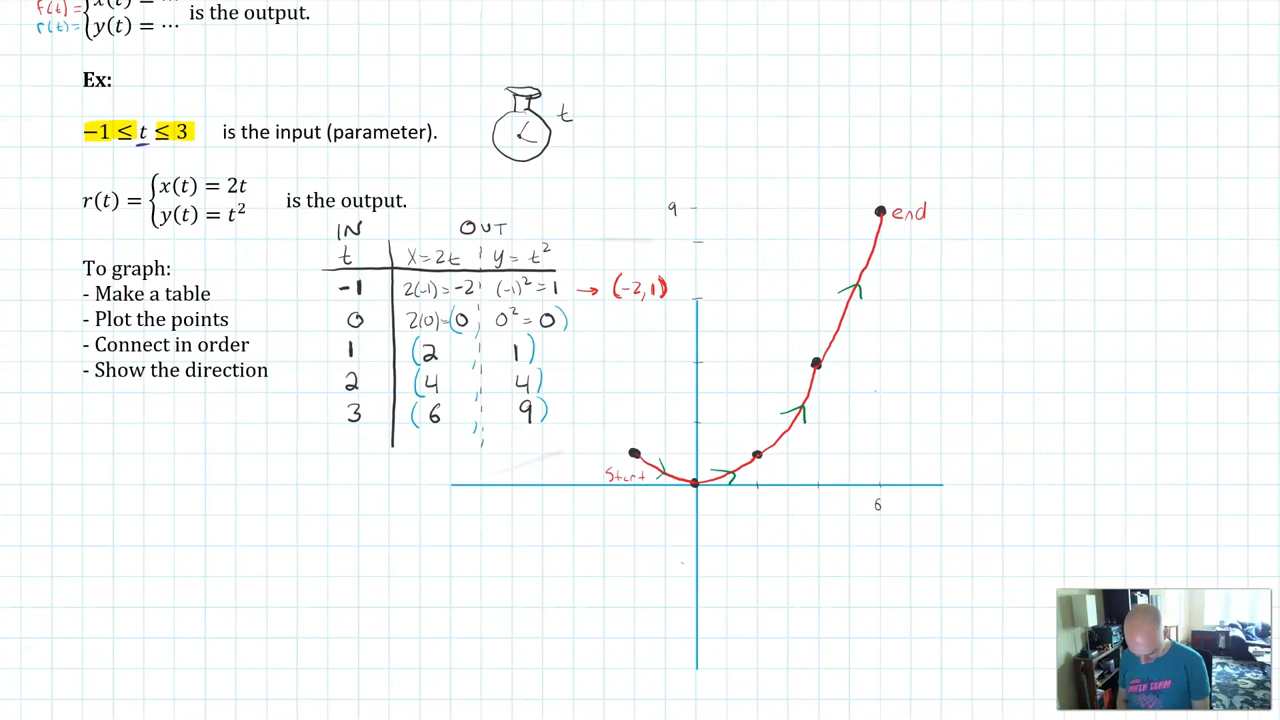 f(t)= {x(t) = ⋯
r(t)= {y(t) = ⋯ is the output.
Ex:
−1 ≤ t ≤ 3 is the input (parameter).
t
r(t) = {x(t) = 2t
y(t) = t² is the output.
To graph:
- Make a table
- Plot the points
- Connect in order
- Show the direction
IN OUT
t x=2t y=t²
-1 2(-1)=-2 (-1)²=1 → (-2,1)
0 2(0)=(0, 0²=0)
1 (2, 1)
2 (4, 4)
3 (6, 9)
9
end
Start
6
MATH